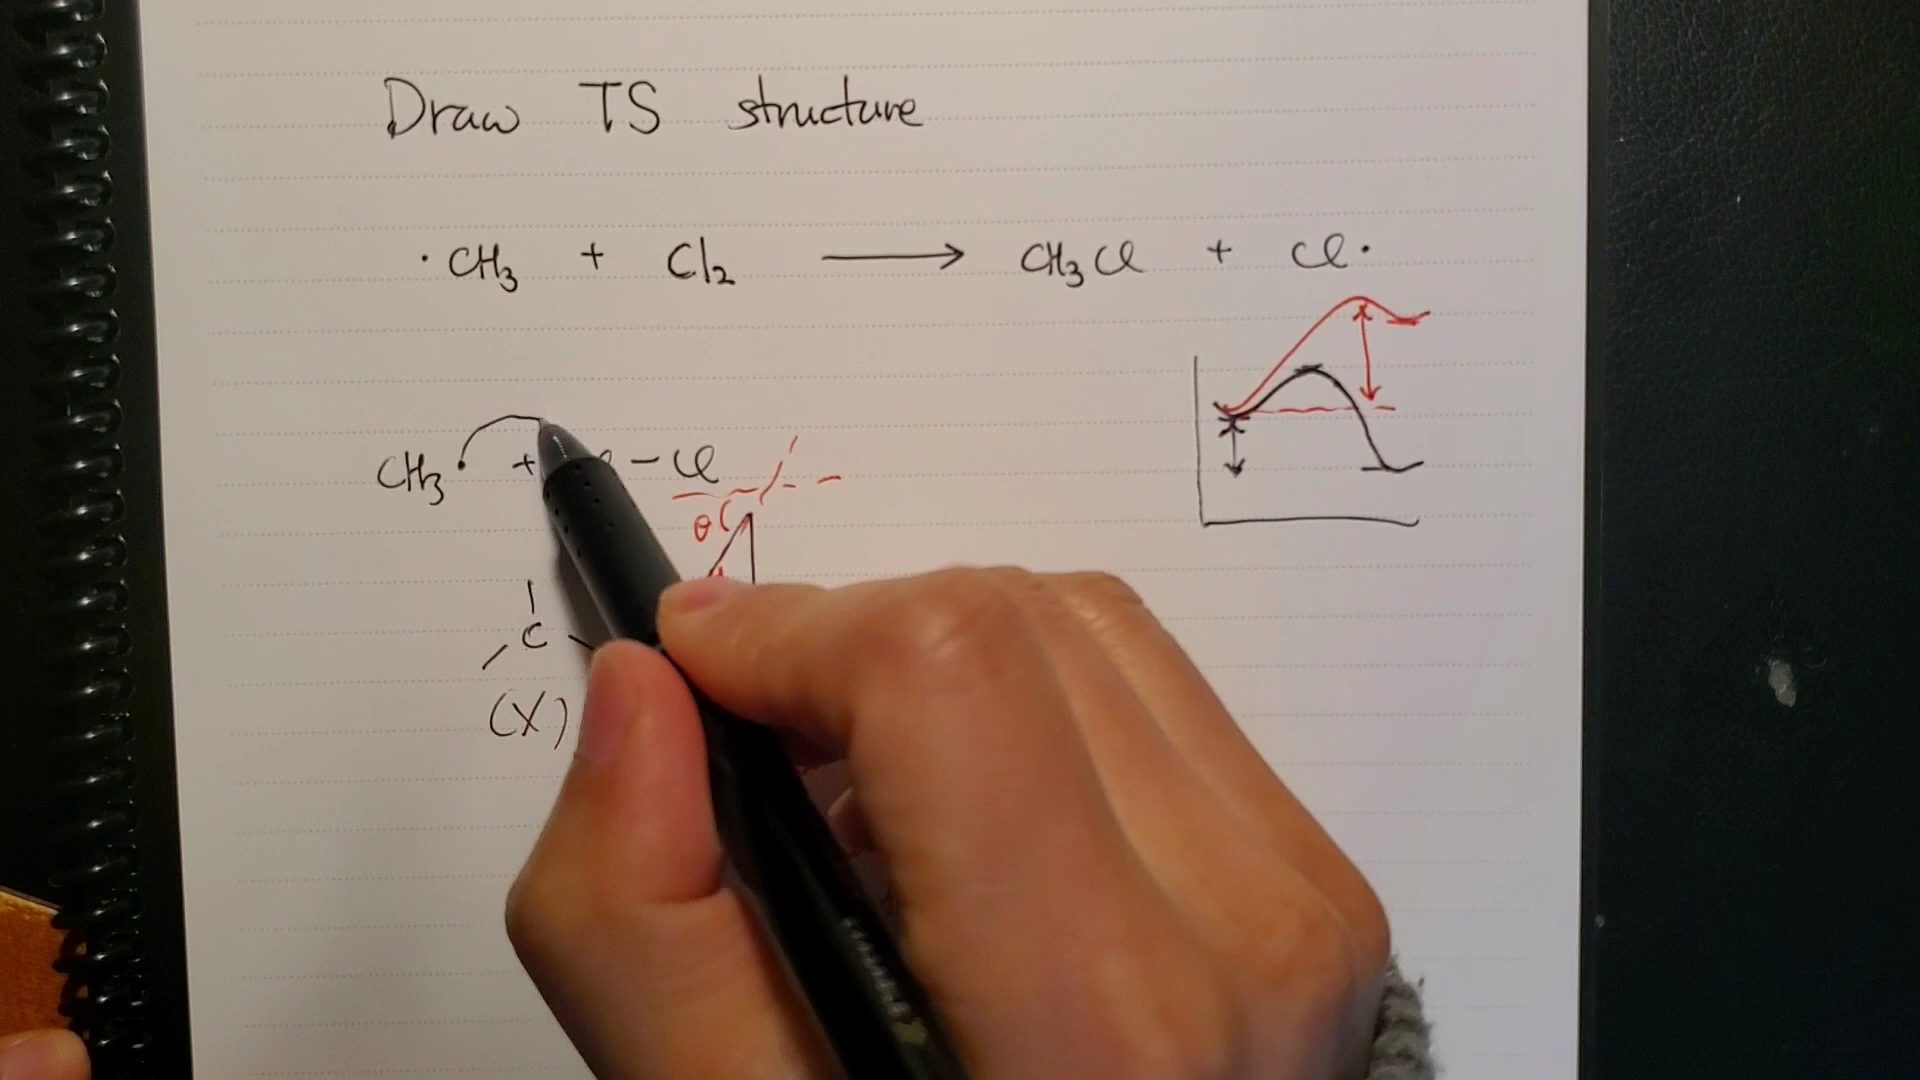 Draw TS structure
·CH3 + Cl2 ⟶ CH3Cl + Cl·
CH3· + – Cl
θ
C
(X)